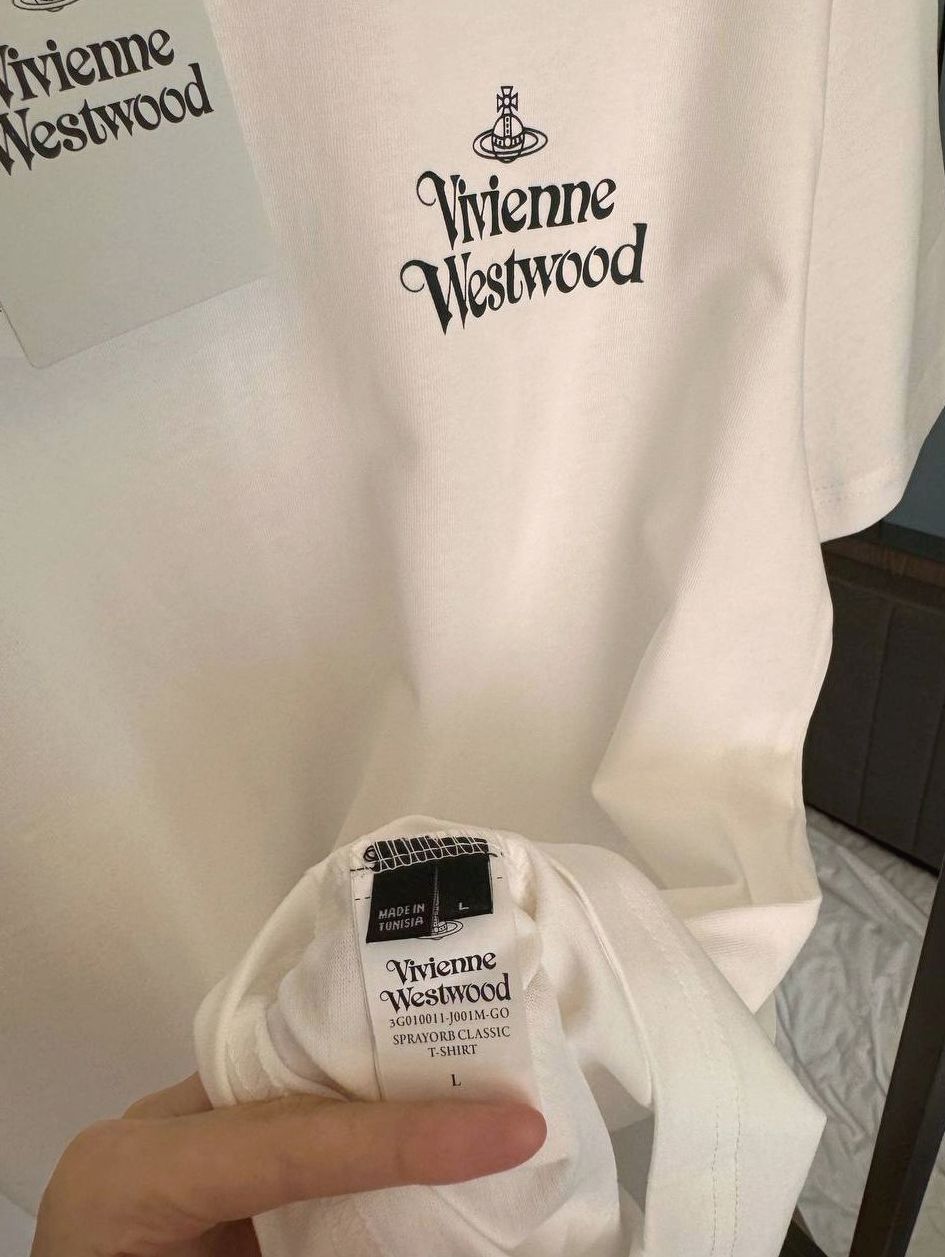 Vivienne
Westwood
Vivienne
Westwood
MADE IN
TUNISIA
L
Vivienne
Westwood
3G010011-J001M-GO
SPRAYORB CLASSIC
T-SHIRT
L